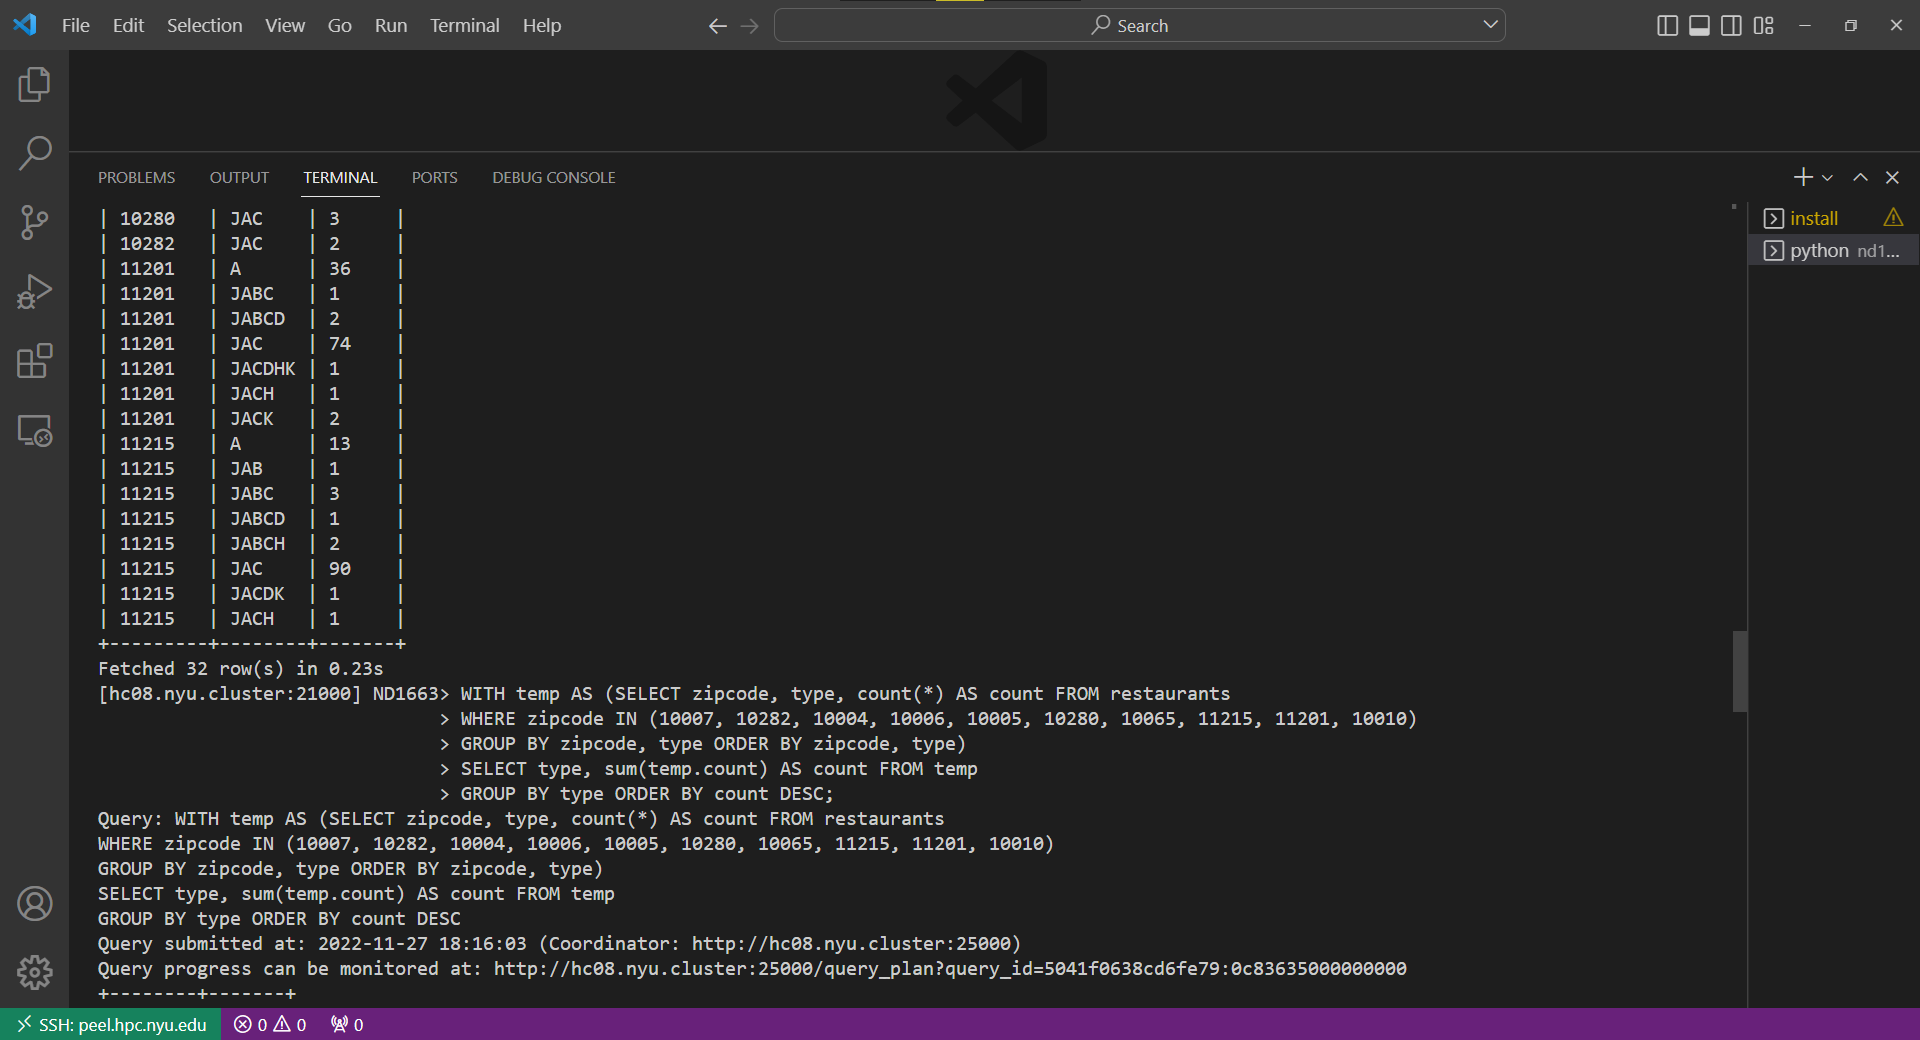 File Edit Selection View Go Run Terminal Help Search
PROBLEMS OUTPUT TERMINAL PORTS DEBUG CONSOLE
| 10280   | JAC    | 3     |
| 10282   | JAC    | 2     |
| 11201   | A      | 36    |
| 11201   | JABC   | 1     |
| 11201   | JABCD  | 2     |
| 11201   | JAC    | 74    |
| 11201   | JACDHK | 1     |
| 11201   | JACH   | 1     |
| 11201   | JACK   | 2     |
| 11215   | A      | 13    |
| 11215   | JAB    | 1     |
| 11215   | JABC   | 3     |
| 11215   | JABCD  | 1     |
| 11215   | JABCH  | 2     |
| 11215   | JAC    | 90    |
| 11215   | JACDK  | 1     |
| 11215   | JACH   | 1     |
+---------+--------+-------+
Fetched 32 row(s) in 0.23s
[hc08.nyu.cluster:21000] ND1663> WITH temp AS (SELECT zipcode, type, count(*) AS count FROM restaurants
> WHERE zipcode IN (10007, 10282, 10004, 10006, 10005, 10280, 10065, 11215, 11201, 10010)
> GROUP BY zipcode, type ORDER BY zipcode, type)
> SELECT type, sum(temp.count) AS count FROM temp
> GROUP BY type ORDER BY count DESC;
Query: WITH temp AS (SELECT zipcode, type, count(*) AS count FROM restaurants
WHERE zipcode IN (10007, 10282, 10004, 10006, 10005, 10280, 10065, 11215, 11201, 10010)
GROUP BY zipcode, type ORDER BY zipcode, type)
SELECT type, sum(temp.count) AS count FROM temp
GROUP BY type ORDER BY count DESC
Query submitted at: 2022-11-27 18:16:03 (Coordinator: http://hc08.nyu.cluster:25000)
Query progress can be monitored at: http://hc08.nyu.cluster:25000/query_plan?query_id=5041f0638cd6fe79:0c83635000000000
+--------+-------+
install
python nd1...
SSH: peel.hpc.nyu.edu 0 0 0